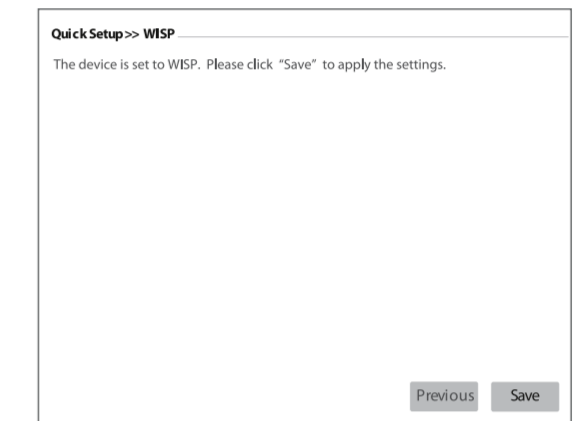 Quick Setup>> WISP
The device is set to WISP. Please click “Save” to apply the settings.
Previous Save